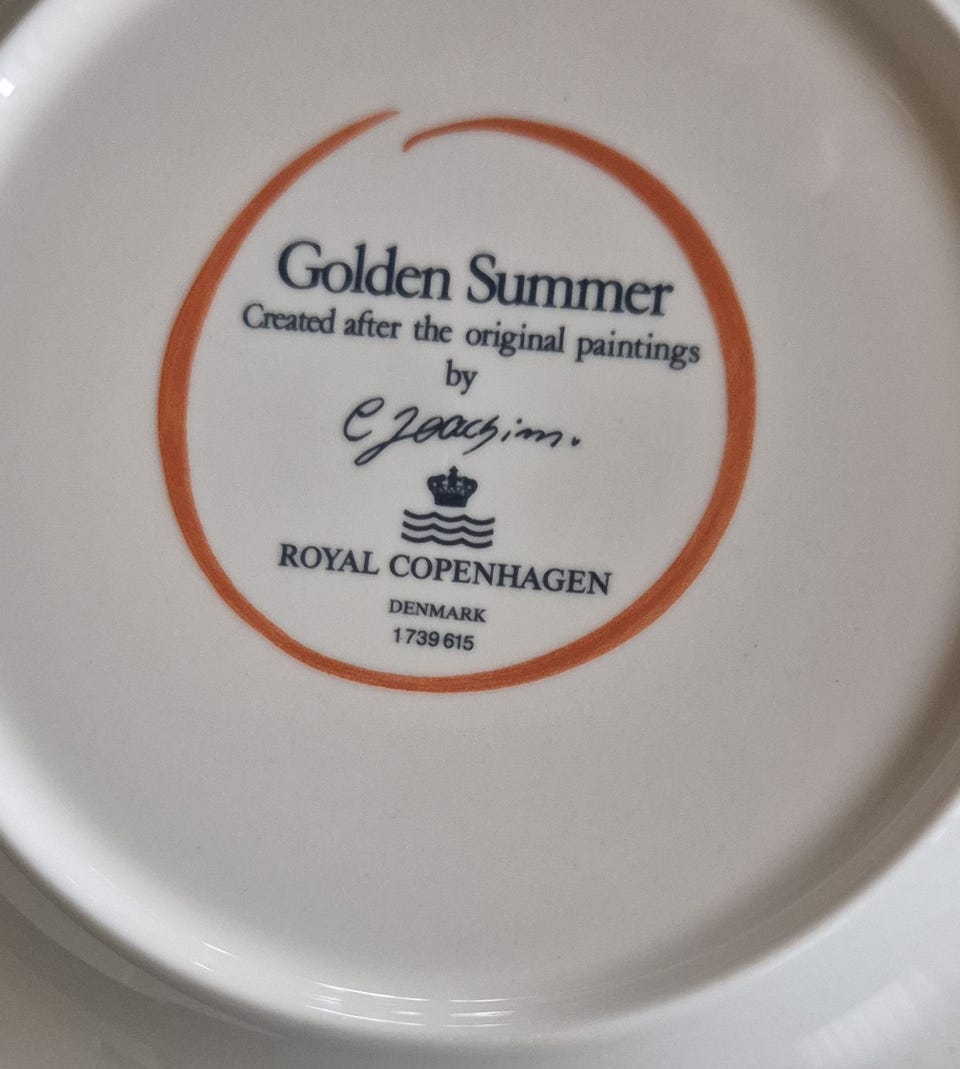 Golden Summer
Created after the original paintings
by
C Joachim.
ROYAL COPENHAGEN
DENMARK
1739615